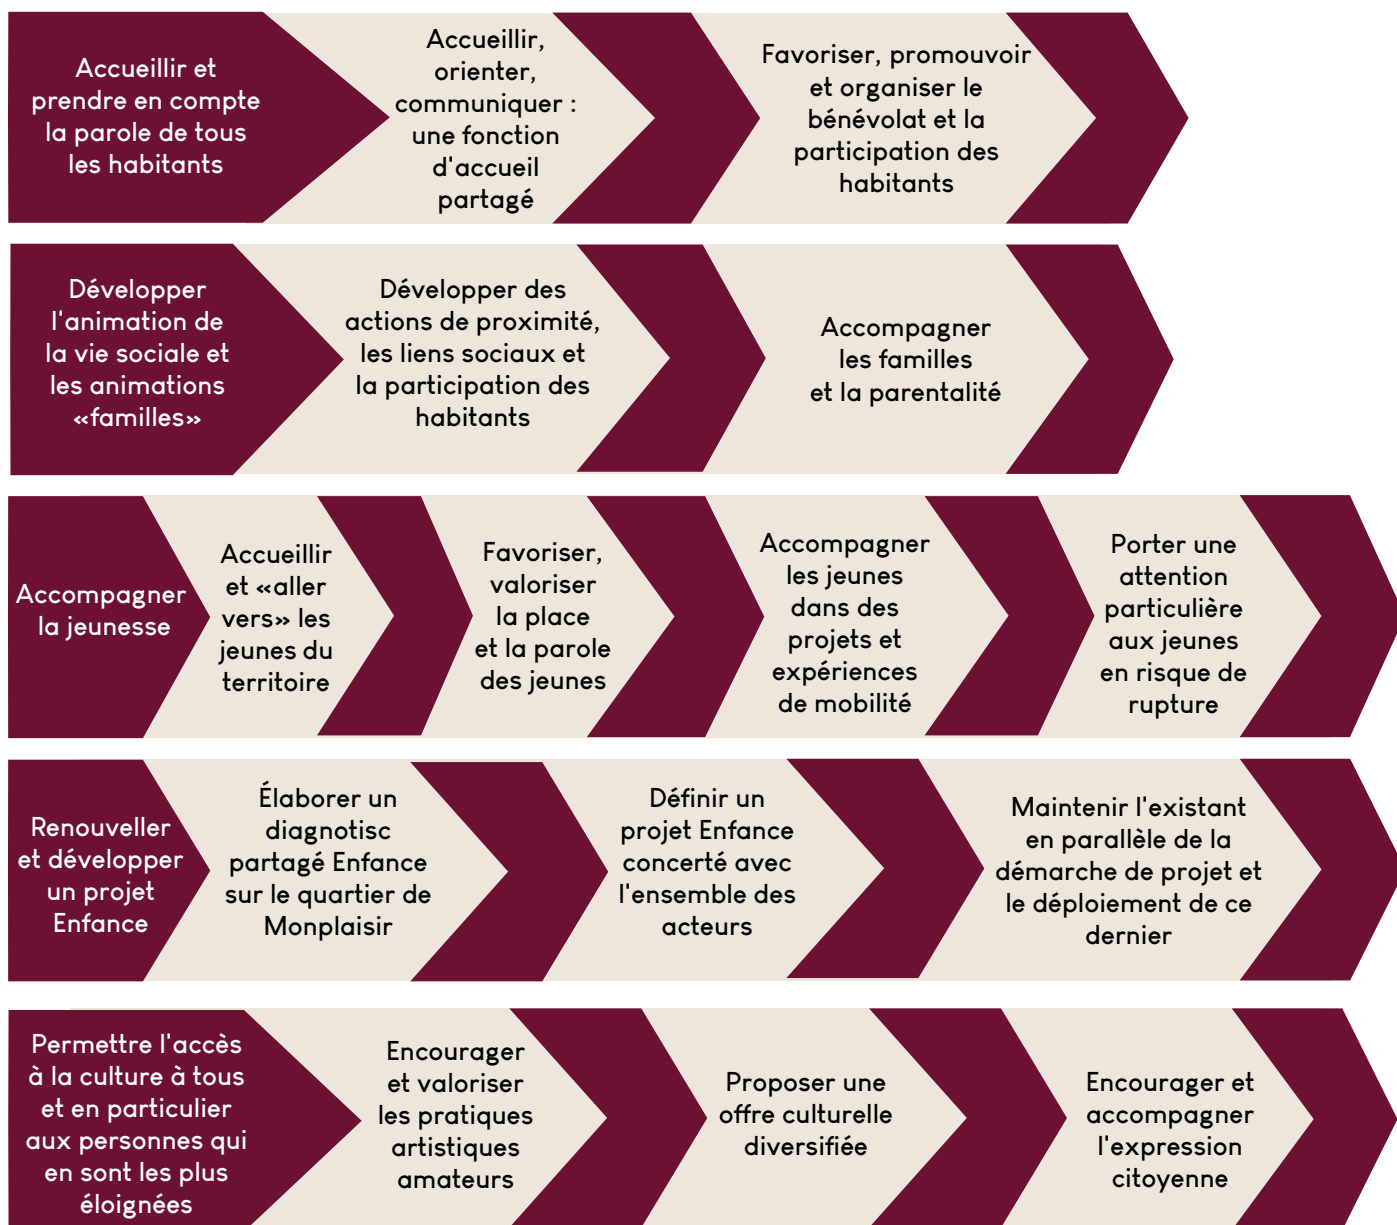 Accueillir et
prendre en compte
la parole de tous
les habitants
Accueillir,
orienter,
communiquer :
une fonction
d'accueil
partagé
Favoriser, promouvoir
et organiser le
bénévolat et la
participation des
habitants
Développer
l'animation de
la vie sociale et
les animations
«familles»
Développer des
actions de proximité,
les liens sociaux et
la participation des
habitants
Accompagner
les familles
et la parentalité
Accompagner
la jeunesse
Accueillir
et «aller
vers» les
jeunes du
territoire
Favoriser,
valoriser
la place
et la parole
des jeunes
Accompagner
les jeunes
dans des
projets et
expériences
de mobilité
Porter une
attention
particulière
aux jeunes
en risque de
rupture
Renouveller
et développer
un projet
Enfance
Élaborer un
diagnotisc
partagé Enfance
sur le quartier de
Monplaisir
Définir un
projet Enfance
concerté avec
l'ensemble des
acteurs
Maintenir l'existant
en parallèle de la
démarche de projet et
le déploiement de ce
dernier
Permettre l'accès
à la culture à tous
et en particulier
aux personnes qui
en sont les plus
éloignées
Encourager
et valoriser
les pratiques
artistiques
amateurs
Proposer une
offre culturelle
diversifiée
Encourager et
accompagner
l'expression
citoyenne